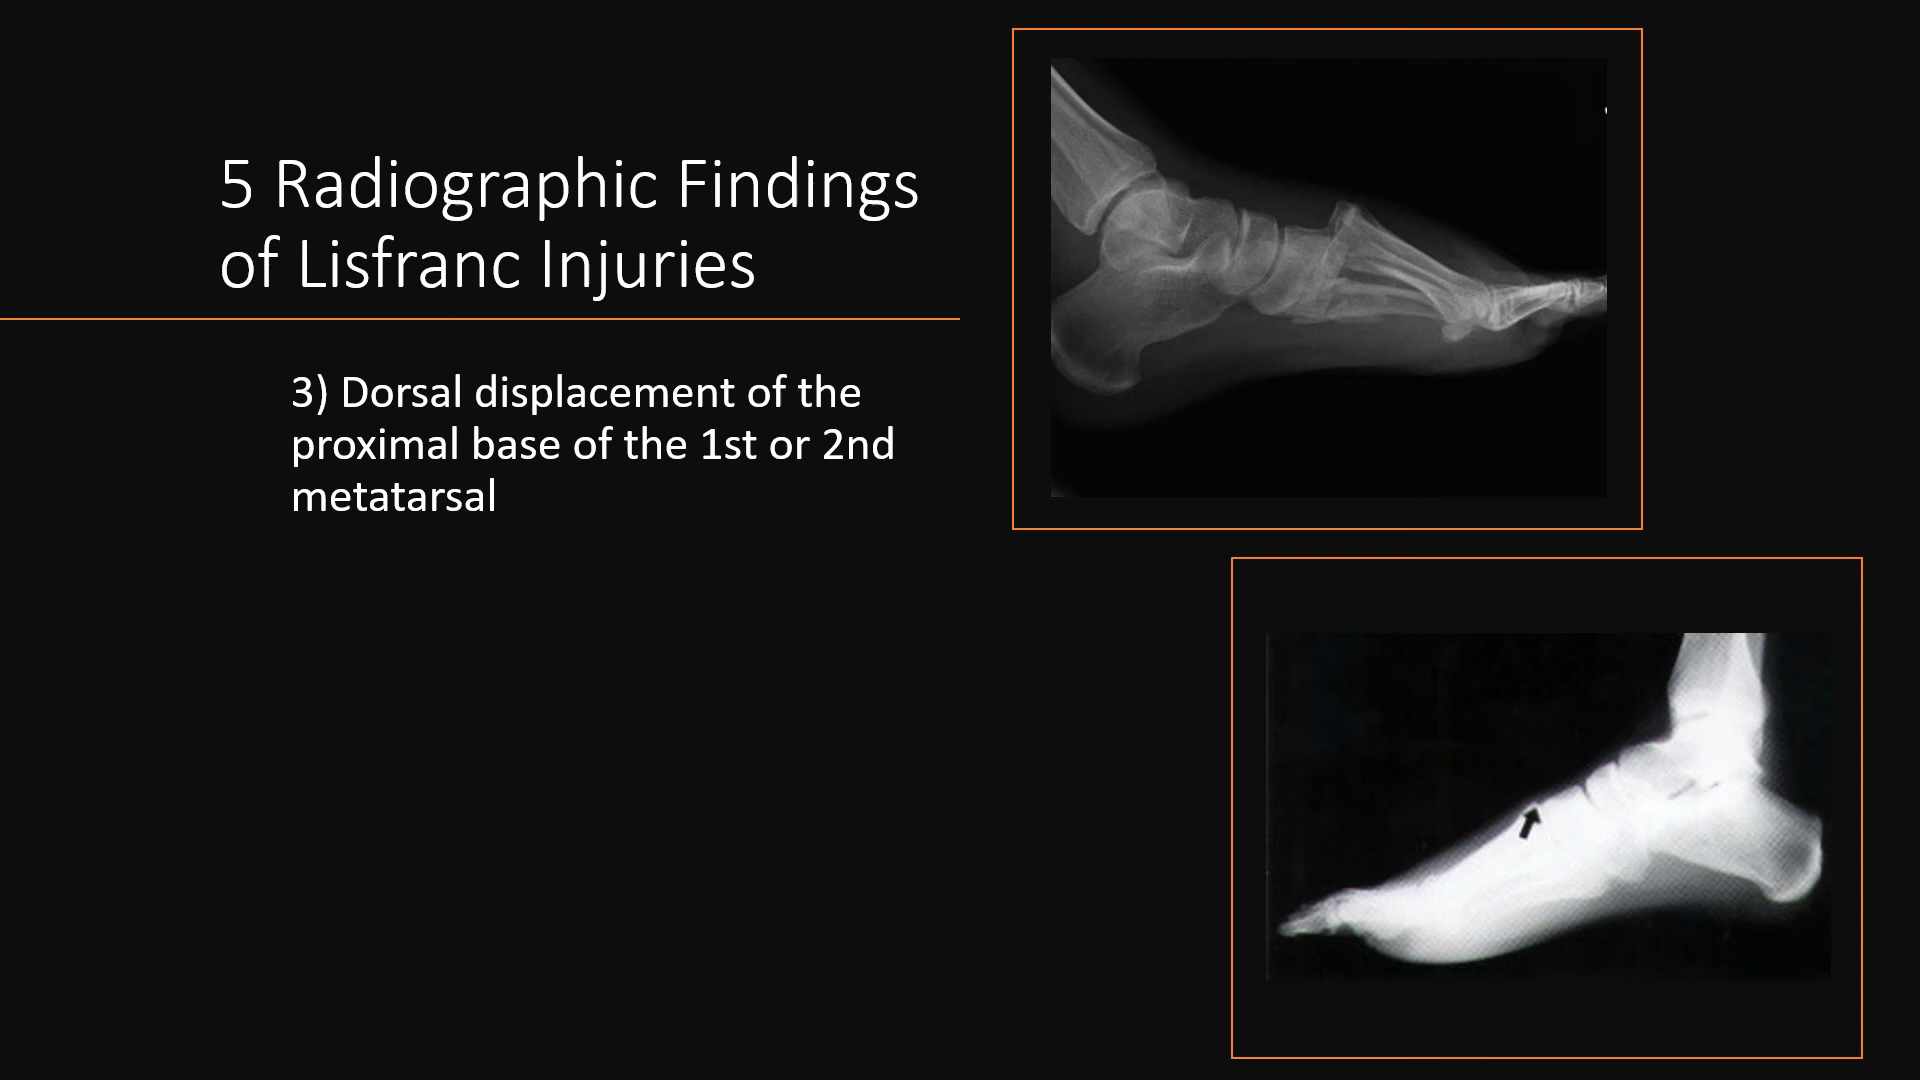 5 Radiographic Findings
of Lisfranc Injuries
3) Dorsal displacement of the
proximal base of the 1st or 2nd
metatarsal